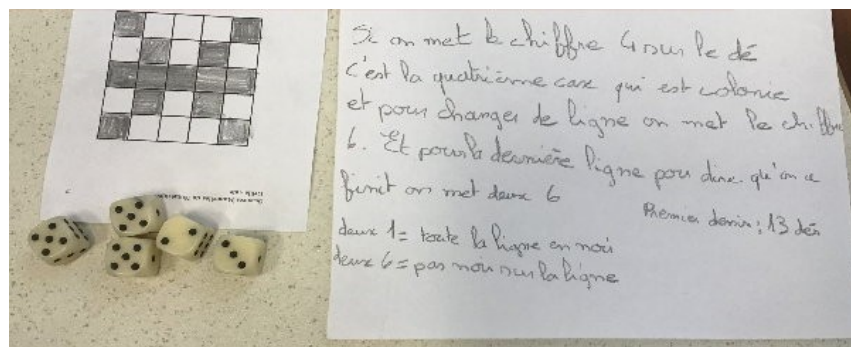 Si on met le chiffre 4 sur le dé
c'est la quatrième case qui est colorié
et pour changer de ligne on met le chiffre
6. Et pour la dernière ligne pour dire qu'on a
finit on met deux 6
Premier dessin : 13 dés
deux 1 = toute la ligne en noir
deux 6 = pas noir sur la ligne